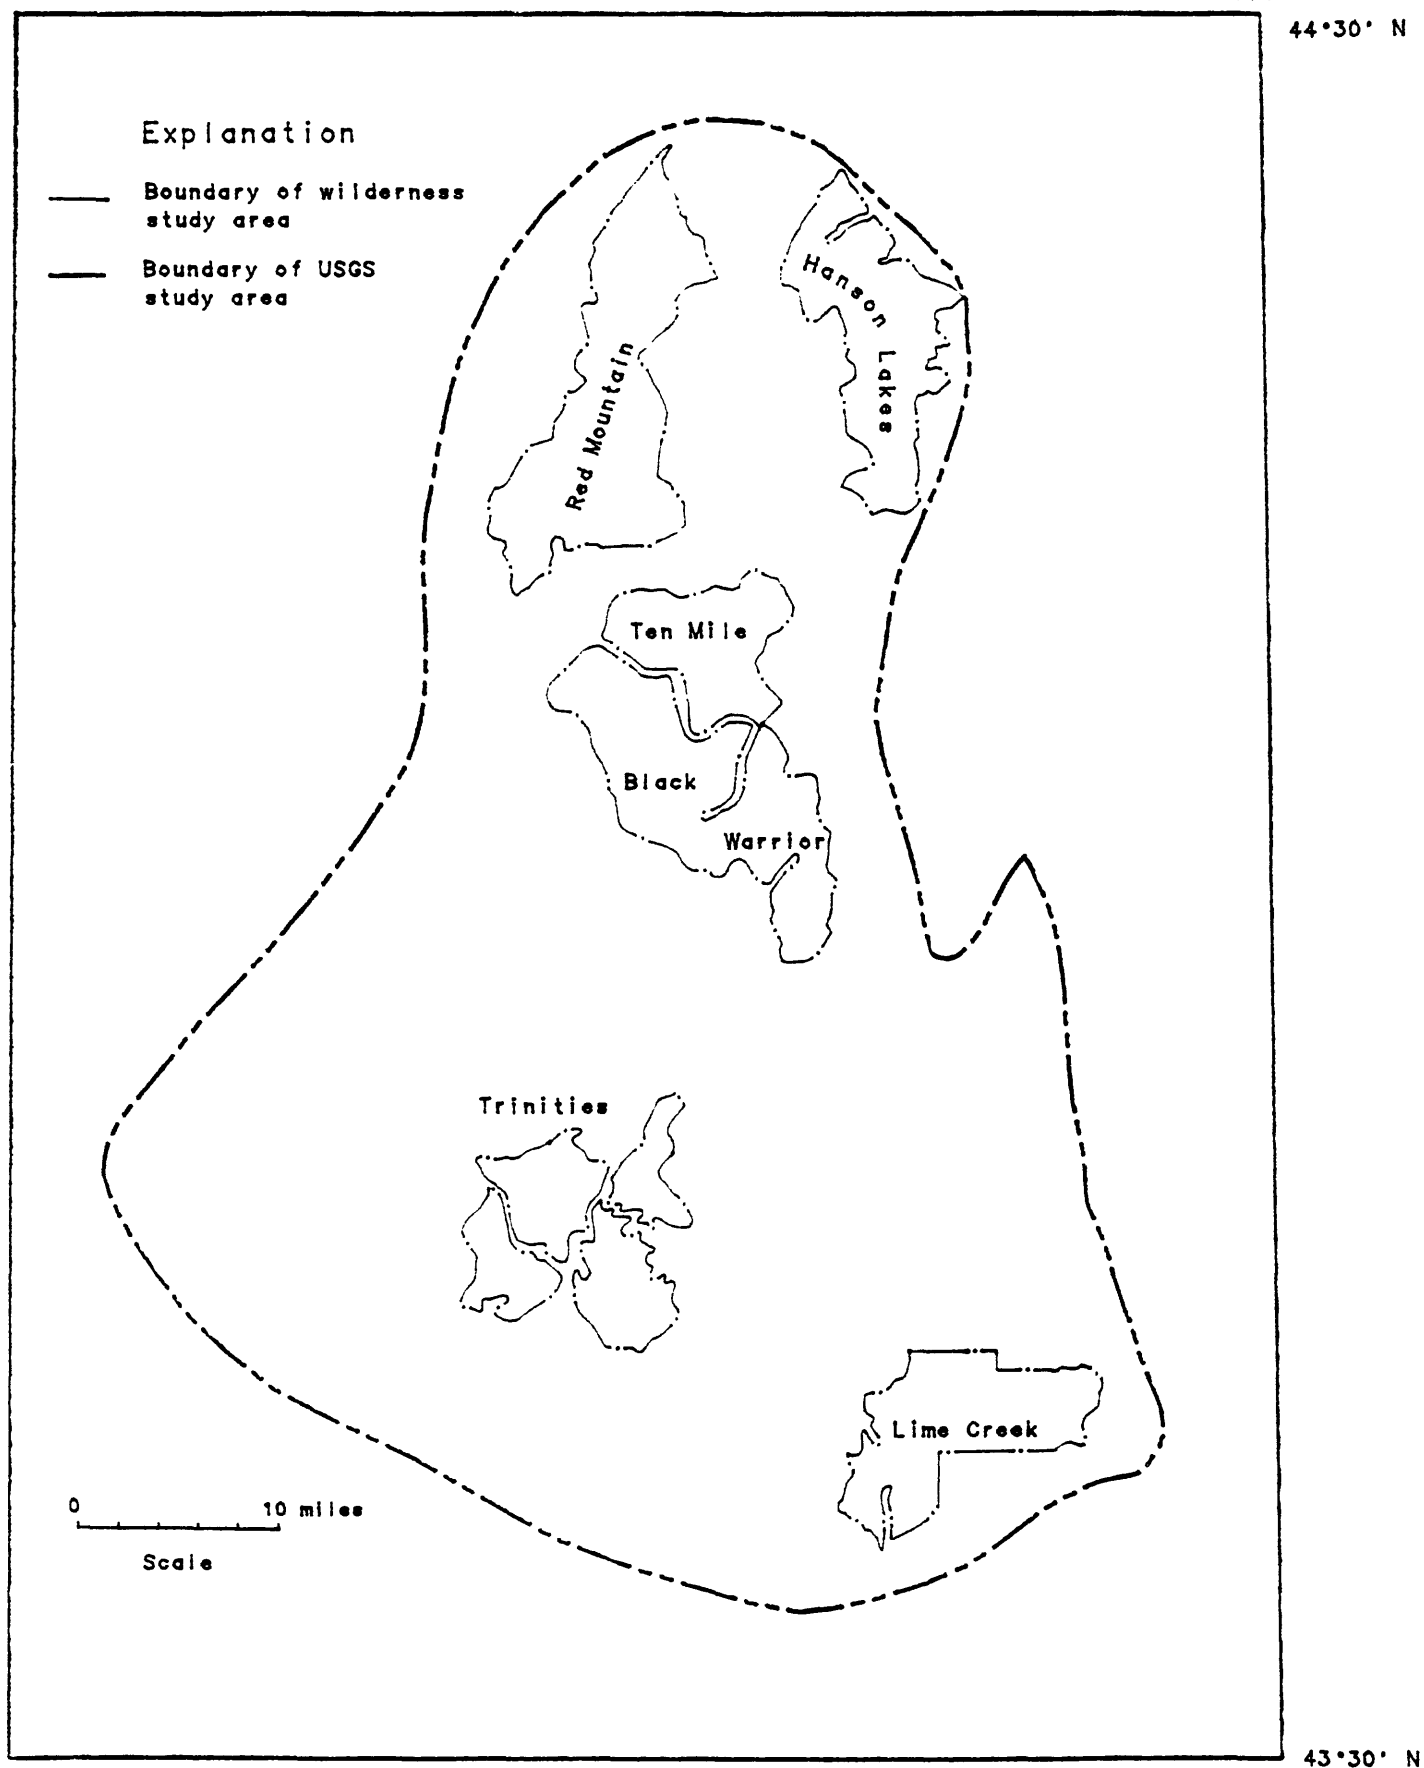 44°30' N
Explanation
Boundary of wilderness
study area
Boundary of USGS
study area
Hanson Lakes
Red Mountain
Ten Mile
Black
Warrior
Trinities
Lime Creek
0 10 miles
Scale
43°30' N